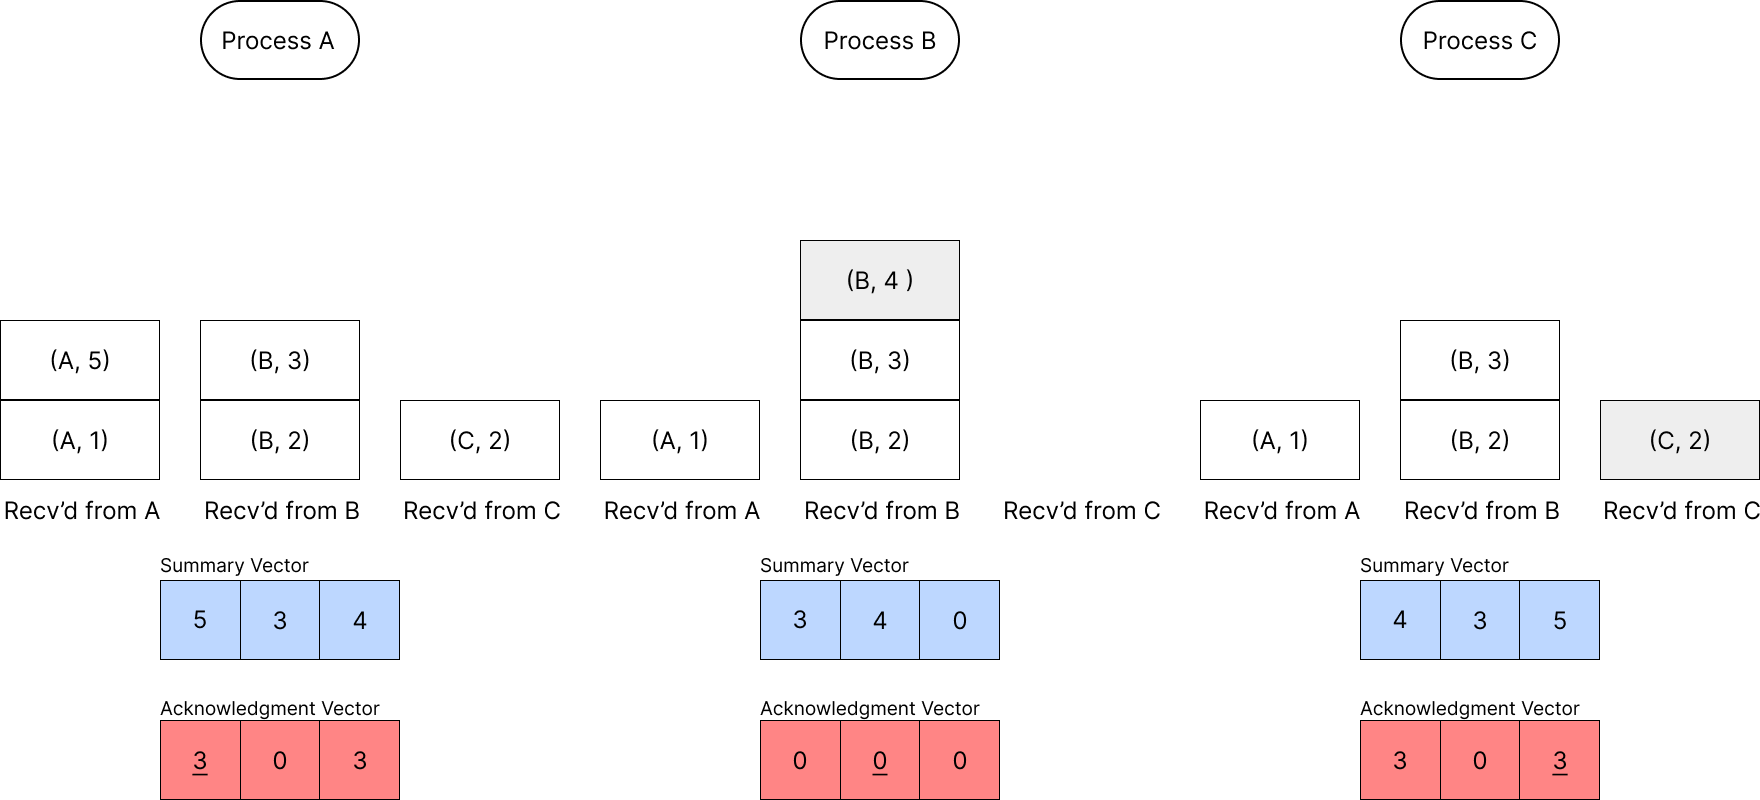 Process A
Process B
Process C
(B, 4 )
(A, 5)
(B, 3)
(B, 3)
(B, 3)
(A, 1)
(B, 2)
(C, 2)
(A, 1)
(B, 2)
(A, 1)
(B, 2)
(C, 2)
Recv’d from A
Recv’d from B
Recv’d from C
Recv’d from A
Recv’d from B
Recv’d from C
Recv’d from A
Recv’d from B
Recv’d from C
Summary Vector
Summary Vector
Summary Vector
5 3 4
3 4 0
4 3 5
Acknowledgment Vector
Acknowledgment Vector
Acknowledgment Vector
3 0 3
0 0 0
3 0 3